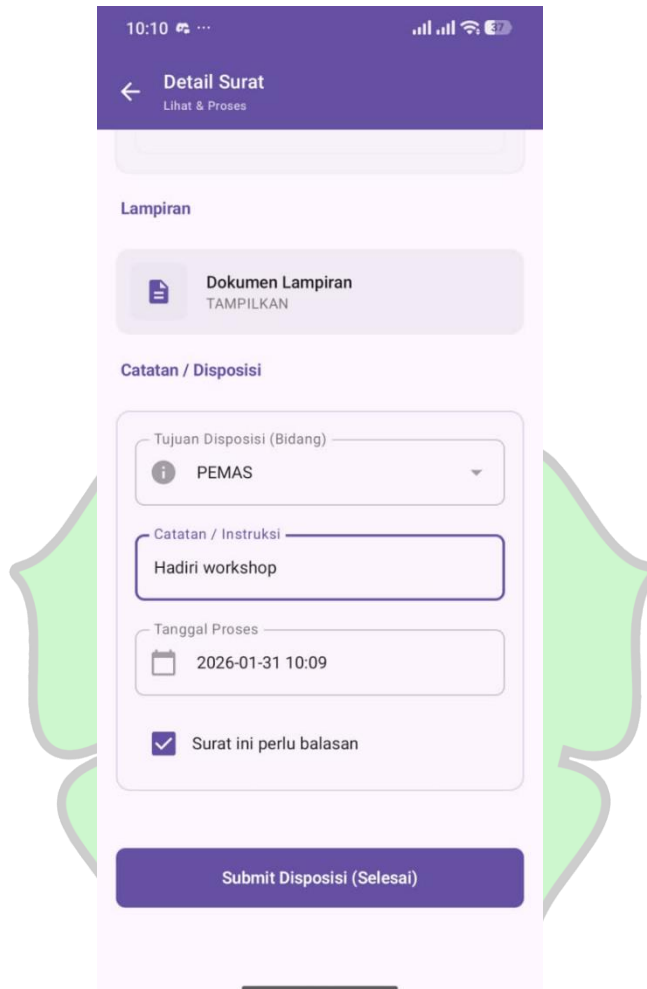 10:10 ···
37
Detail Surat
Lihat & Proses
Lampiran
Dokumen Lampiran
TAMPILKAN
Catatan / Disposisi
Tujuan Disposisi (Bidang)
PEMAS
Catatan / Instruksi
Hadiri workshop
Tanggal Proses
2026-01-31 10:09
Surat ini perlu balasan
Submit Disposisi (Selesai)